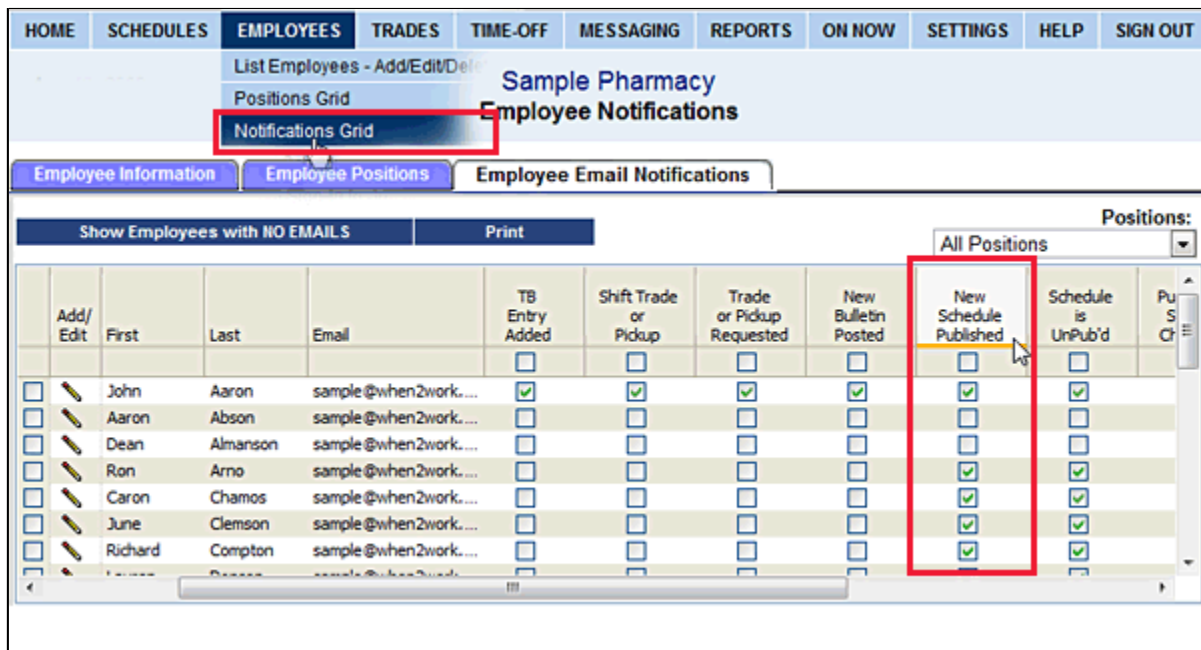 HOME SCHEDULES EMPLOYEES TRADES TIME-OFF MESSAGING REPORTS ON NOW SETTINGS HELP SIGN OUT
List Employees - Add/Edit/Dele
Positions Grid
Notifications Grid
Sample Pharmacy
Employee Notifications
Employee Information Employee Positions Employee Email Notifications
Show Employees with NO EMAILS Print
Positions:
All Positions
Add/ Edit First Last Email TB Entry Added Shift Trade or Pickup Trade or Pickup Requested New Bulletin Posted New Schedule Published Schedule is UnPub'd Pu S Ch
John Aaron sample@when2work....
Aaron Abson sample@when2work....
Dean Almanson sample@when2work....
Ron Arno sample@when2work....
Caron Chamos sample@when2work....
June Clemson sample@when2work....
Richard Compton sample@when2work....